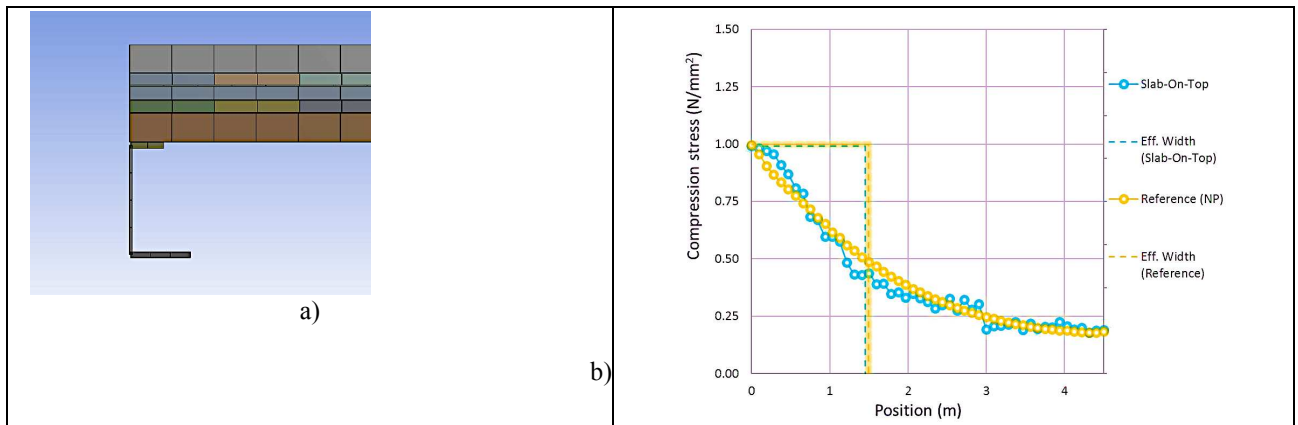 a)
b)
1.50
1.25
1.00
0.75
0.50
0.25
0.00
Compression stress (N/mm²)
0 1 2 3 4
Position (m)
Slab-On-Top
Eff. Width
(Slab-On-Top)
Reference (NP)
Eff. Width
(Reference)